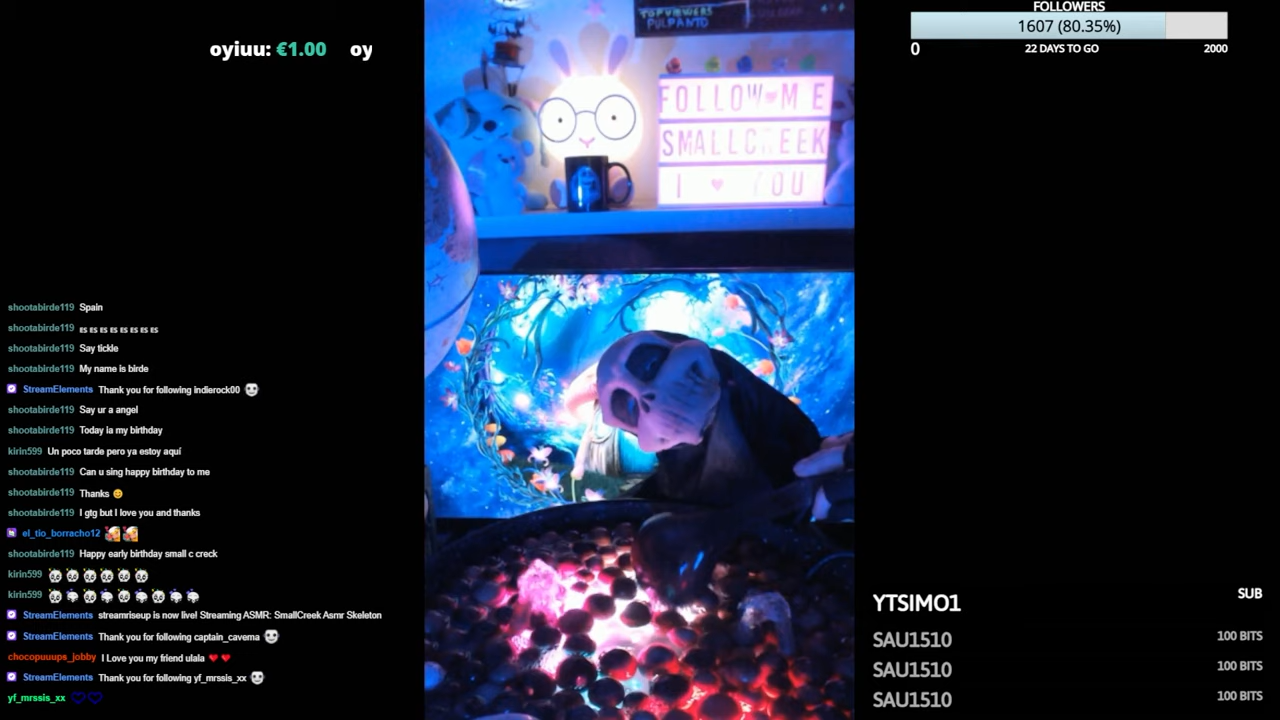 FOLLOWERS
1607 (80.35%)
0 22 DAYS TO GO 2000
oyiuu: €1.00 oy
TOPVIEWERS
PULPANTO
FOLLOW♥ME
SMALLCREEK
I ♥ YOU
shootabirde119 Spain
shootabirde119
shootabirde119 Say tickle
shootabirde119 My name is birde
StreamElements Thank you for following indierock00
shootabirde119 Say ur a angel
shootabirde119 Today ia my birthday
kirin599 Un poco tarde pero ya estoy aquí
shootabirde119 Can u sing happy birthday to me
shootabirde119 Thanks 😊
shootabirde119 I gtg but I love you and thanks
el_tio_borracho12
shootabirde119 Happy early birthday small c creck
kirin599
kirin599
StreamElements streamriseup is now live! Streaming ASMR: SmallCreek Asmr Skeleton
StreamElements Thank you for following captain_cavema
chocopuuups_jobby I Love you my friend ulala ♥♥
StreamElements Thank you for following yf_mrssis_xx
yf_mrssis_xx
YTSIMO1 SUB
SAU1510 100 BITS
SAU1510 100 BITS
SAU1510 100 BITS